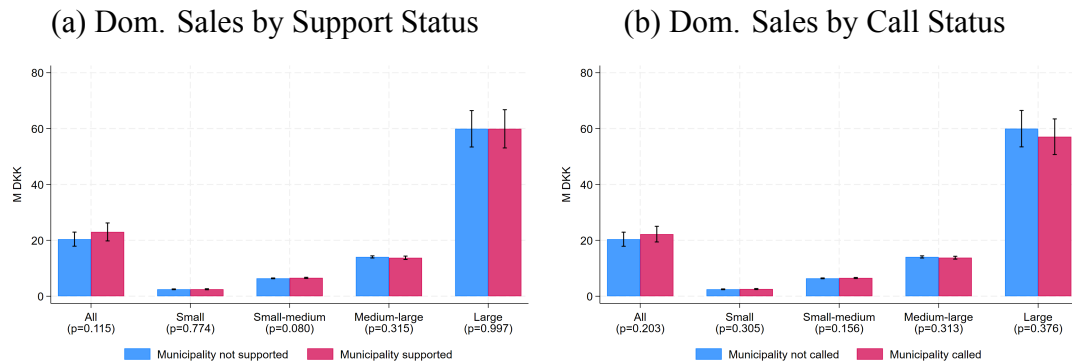 (a) Dom. Sales by Support Status
80
60
40
20
0
M DKK
All
(p=0.115)
Small
(p=0.774)
Small-medium
(p=0.080)
Medium-large
(p=0.315)
Large
(p=0.997)
Municipality not supported
Municipality supported
(b) Dom. Sales by Call Status
80
60
40
20
0
M DKK
All
(p=0.203)
Small
(p=0.305)
Small-medium
(p=0.156)
Medium-large
(p=0.313)
Large
(p=0.376)
Municipality not called
Municipality called